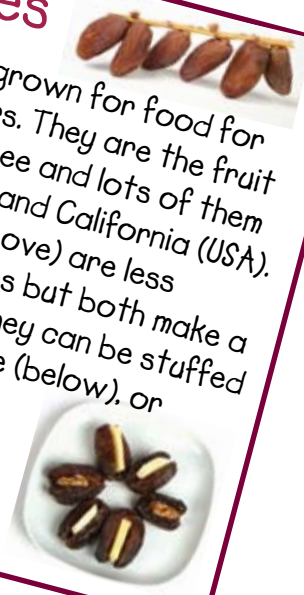 es
grown for food for
s. They are the fruit
ee and lots of them
and California (USA).
ove) are less
s but both make a
ey can be stuffed
e (below), or